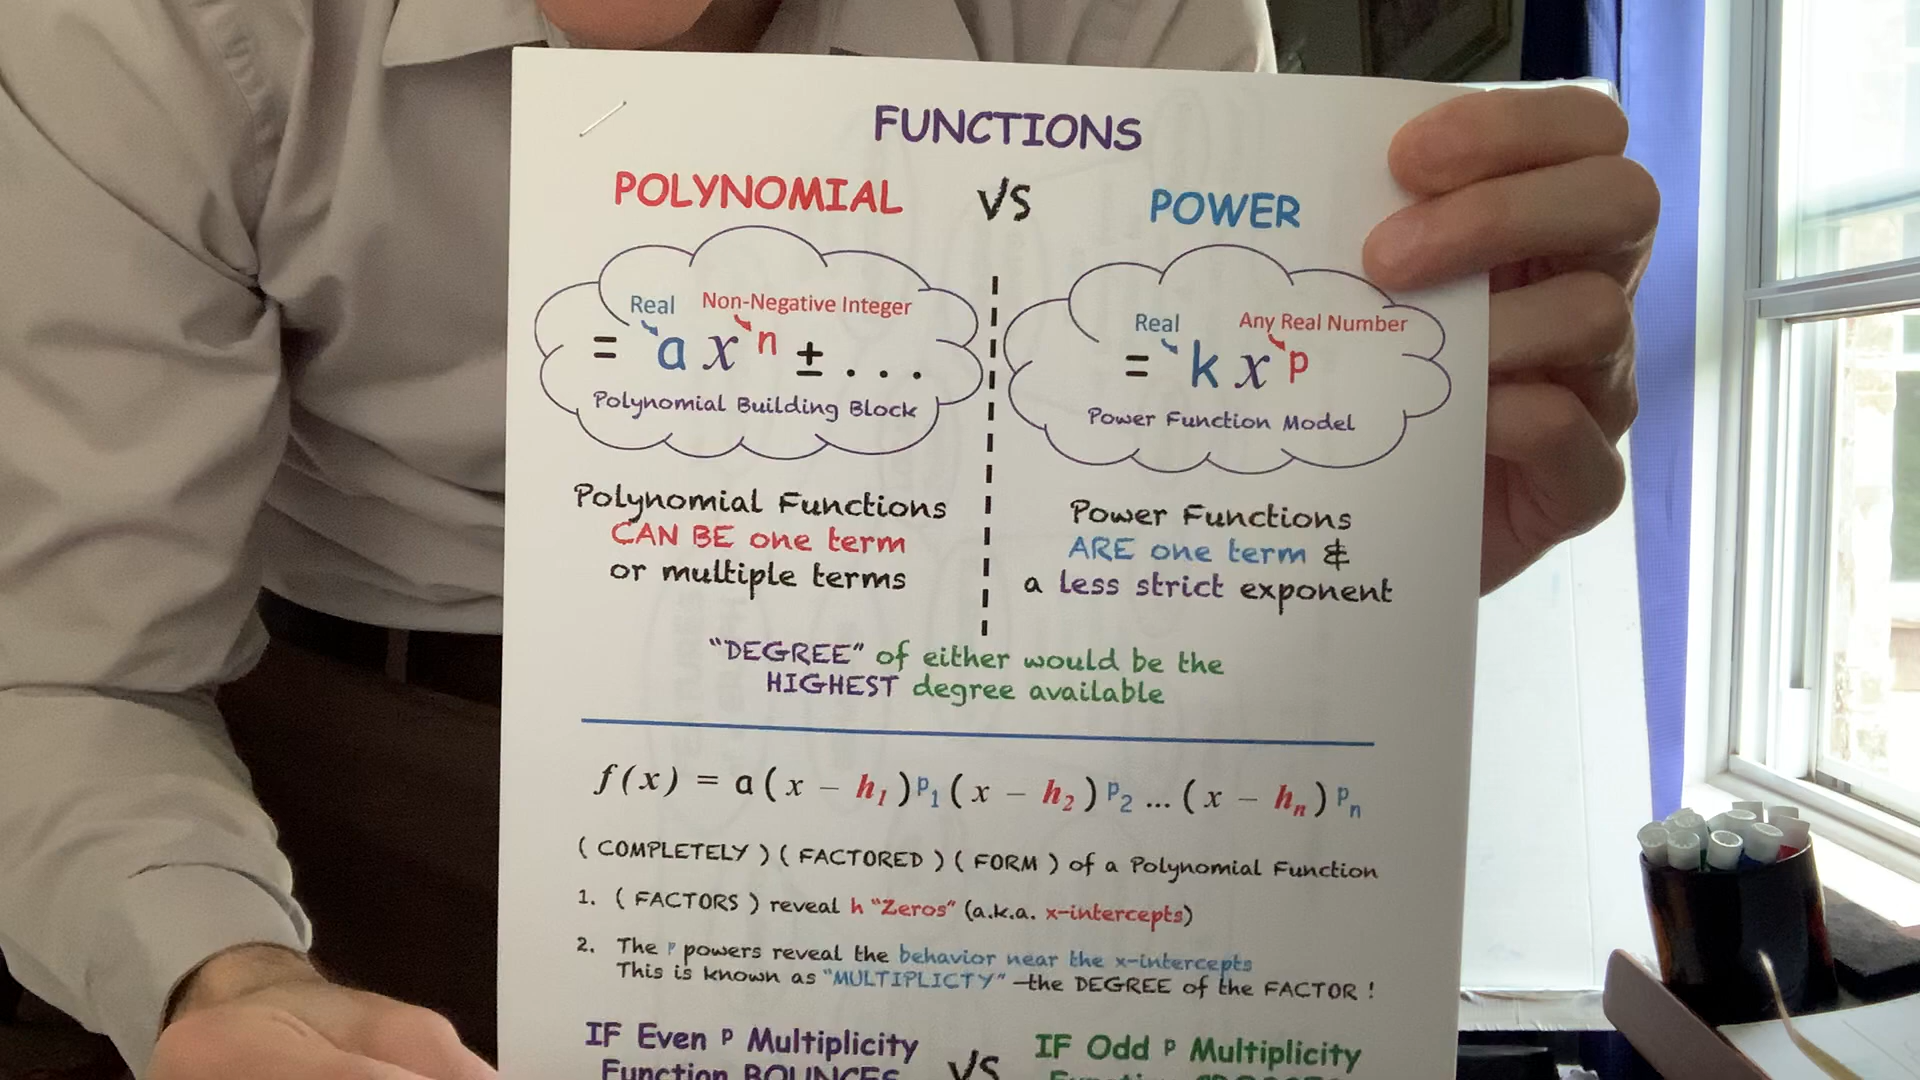 FUNCTIONS
POLYNOMIAL VS POWER
Real Non-Negative Integer
= a x^n ± . . .
Polynomial Building Block
Real Any Real Number
= k x^p
Power Function Model
Polynomial Functions
CAN BE one term
or multiple terms
Power Functions
ARE one term &
a less strict exponent
"DEGREE" of either would be the
HIGHEST degree available
f(x) = a(x – h₁)^p₁(x – h₂)^p₂ ... (x – hₙ)^pₙ
( COMPLETELY ) ( FACTORED ) ( FORM ) of a Polynomial Function
1. ( FACTORS ) reveal h "Zeros" (a.k.a. x-intercepts)
2. The P powers reveal the behavior near the x-intercepts
This is known as "MULTIPLICTY" –the DEGREE of the FACTOR !
IF Even P Multiplicity
Function BOUNCES
VS
IF Odd P Multiplicity